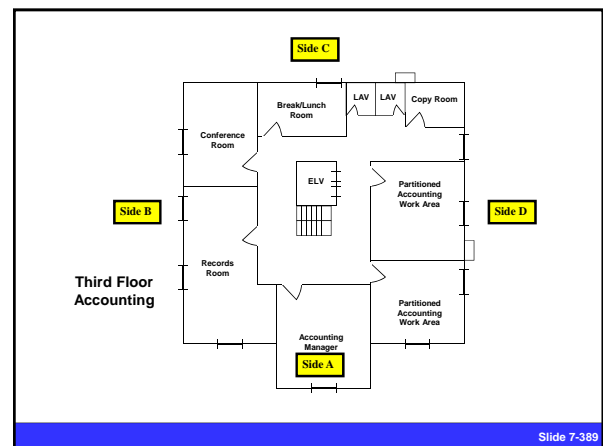 Side C
Break/Lunch
Room
LAV
LAV
Copy Room
Conference
Room
ELV
Partitioned
Accounting
Work Area
Side B
Side D
Records
Room
Third Floor
Accounting
Partitioned
Accounting
Work Area
Accounting
Manager
Side A
Slide 7-389